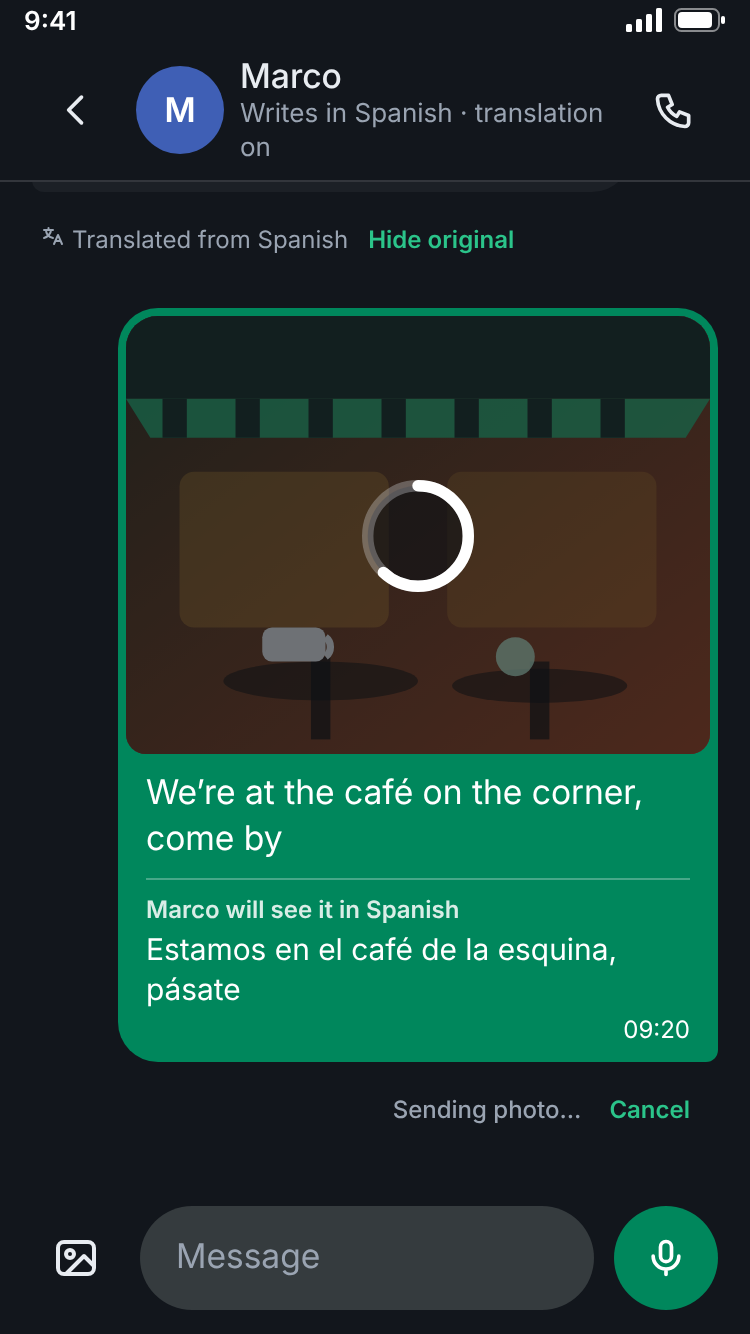 9:41
M
Marco
Writes in Spanish · translation
on
Translated from Spanish Hide original
We’re at the café on the corner,
come by
Marco will see it in Spanish
Estamos en el café de la esquina,
pásate
09:20
Sending photo... Cancel
Message